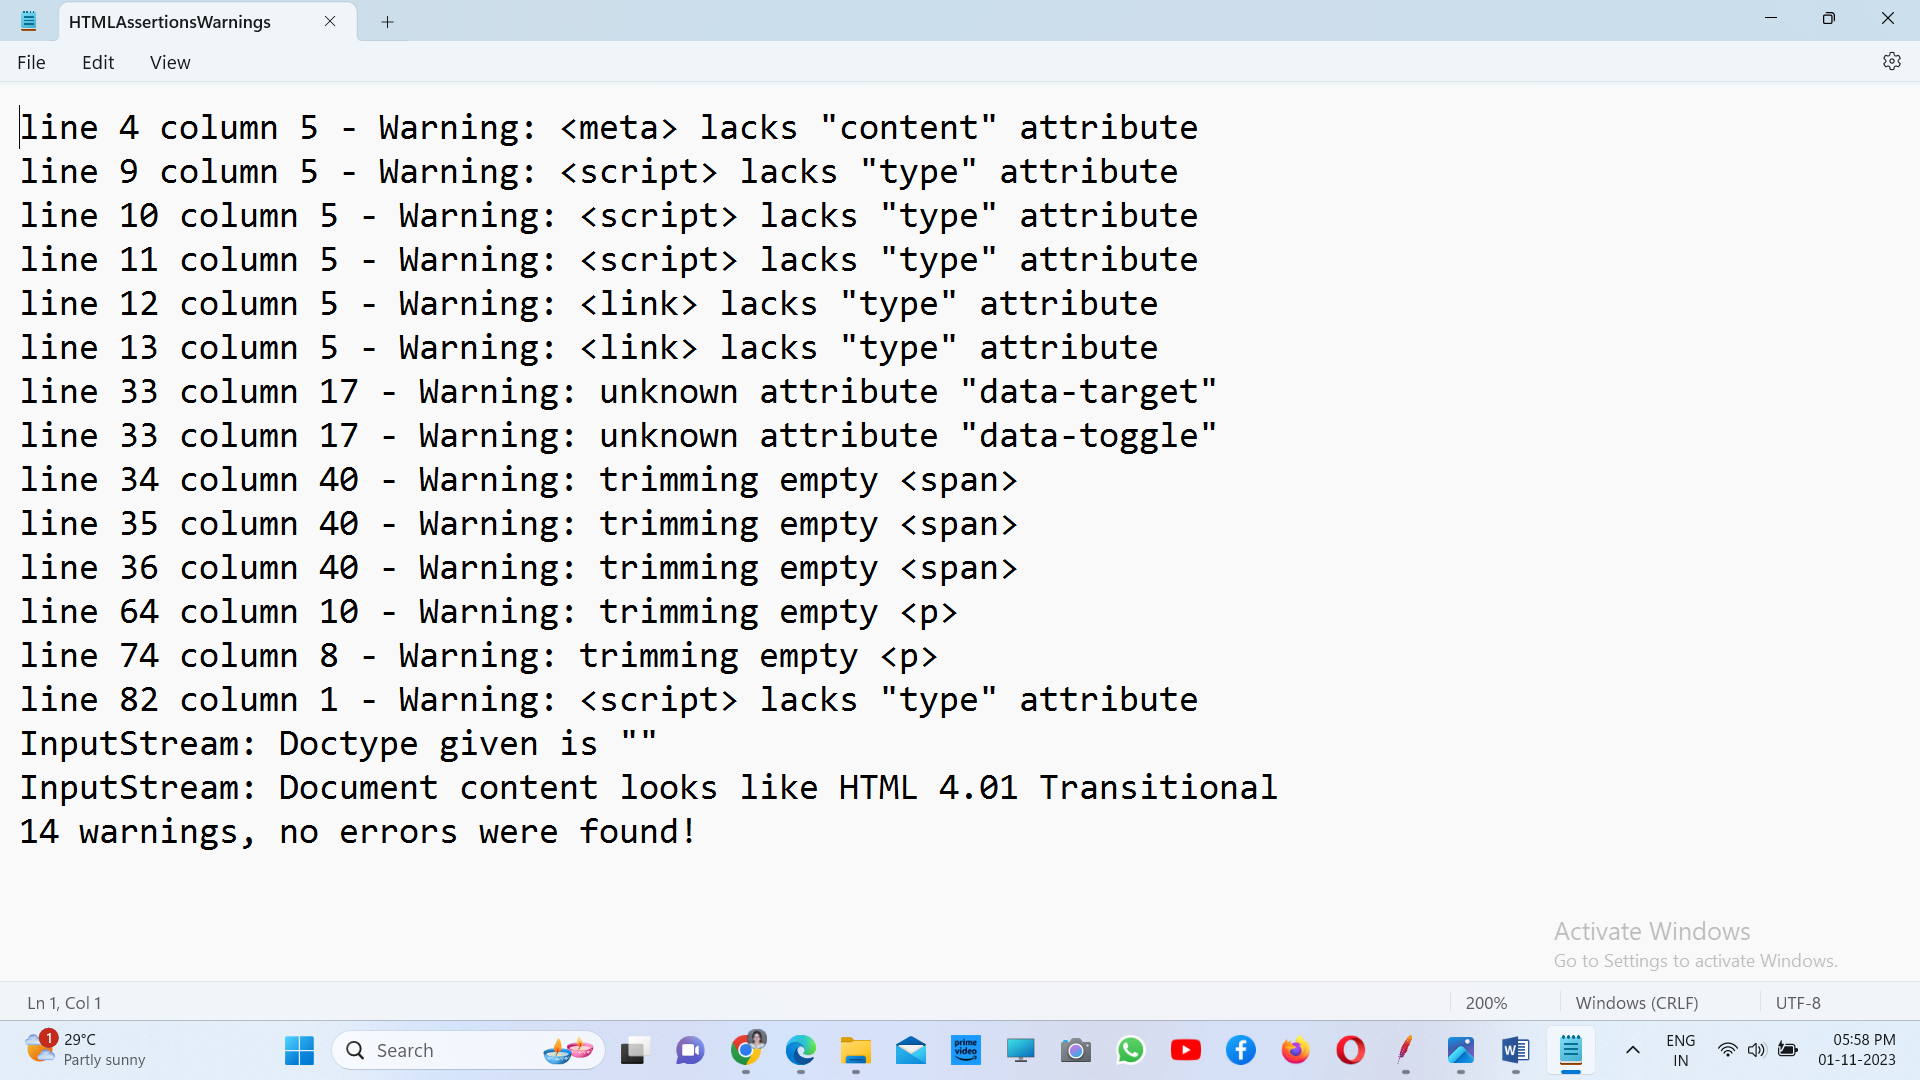 HTMLAssertionsWarnings
File Edit View
line 4 column 5 - Warning: <meta> lacks "content" attribute
line 9 column 5 - Warning: <script> lacks "type" attribute
line 10 column 5 - Warning: <script> lacks "type" attribute
line 11 column 5 - Warning: <script> lacks "type" attribute
line 12 column 5 - Warning: <link> lacks "type" attribute
line 13 column 5 - Warning: <link> lacks "type" attribute
line 33 column 17 - Warning: unknown attribute "data-target"
line 33 column 17 - Warning: unknown attribute "data-toggle"
line 34 column 40 - Warning: trimming empty <span>
line 35 column 40 - Warning: trimming empty <span>
line 36 column 40 - Warning: trimming empty <span>
line 64 column 10 - Warning: trimming empty <p>
line 74 column 8 - Warning: trimming empty <p>
line 82 column 1 - Warning: <script> lacks "type" attribute
InputStream: Doctype given is ""
InputStream: Document content looks like HTML 4.01 Transitional
14 warnings, no errors were found!
Activate Windows
Go to Settings to activate Windows.
Ln 1, Col 1 200% Windows (CRLF) UTF-8
1 29°C
Partly sunny
Search
prime video
W
ENG
IN
05:58 PM
01-11-2023